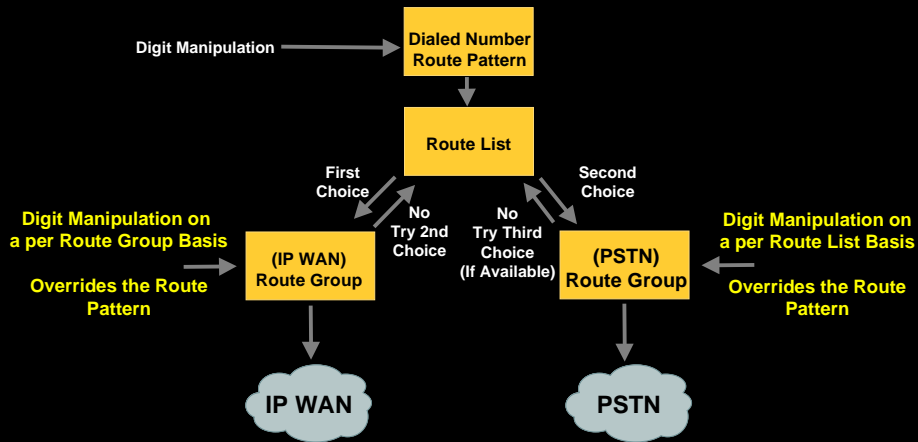 Digit Manipulation
Dialed Number
Route Pattern
Route List
First
Choice
Second
Choice
No
Try 2nd
Choice
No
Try Third
Choice
(If Available)
Digit Manipulation on
a per Route Group Basis
Overrides the Route
Pattern
(IP WAN)
Route Group
(PSTN)
Route Group
Digit Manipulation on
a per Route List Basis
Overrides the Route
Pattern
IP WAN
PSTN